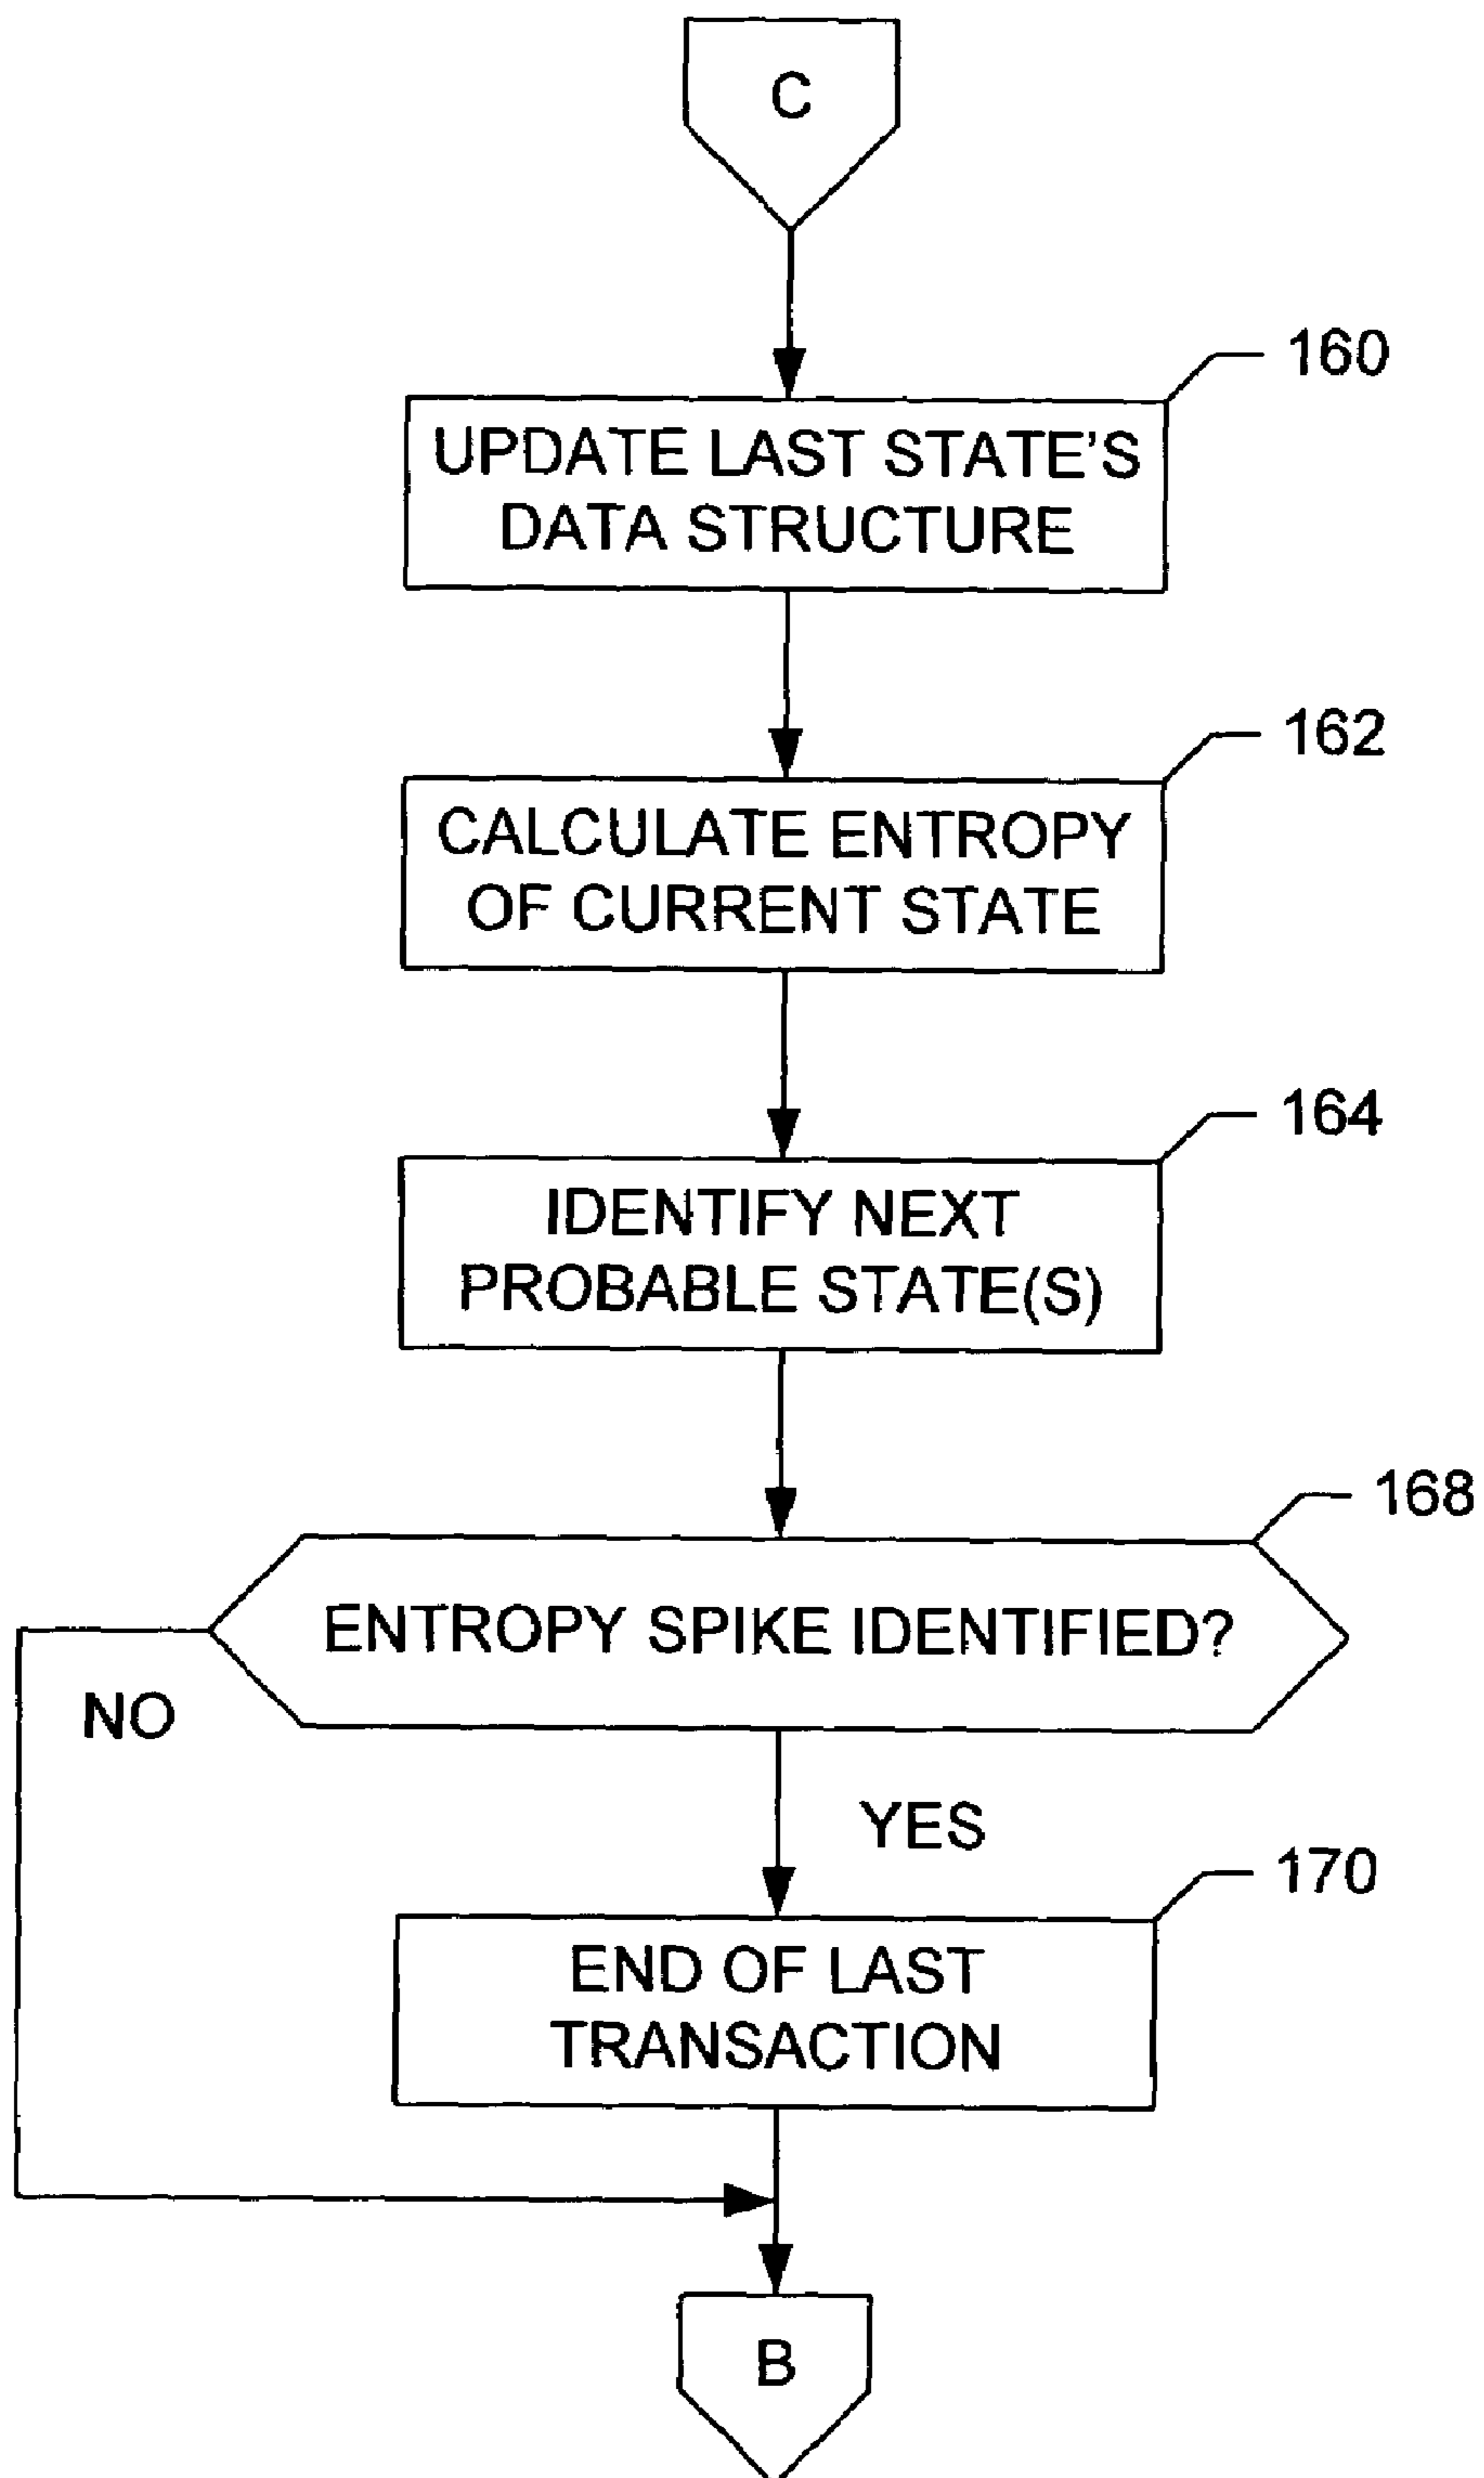 C
160
UPDATE LAST STATE'S
DATA STRUCTURE
162
CALCULATE ENTROPY
OF CURRENT STATE
164
IDENTIFY NEXT
PROBABLE STATE(S)
168
ENTROPY SPIKE IDENTIFIED?
NO
YES
170
END OF LAST
TRANSACTION
B